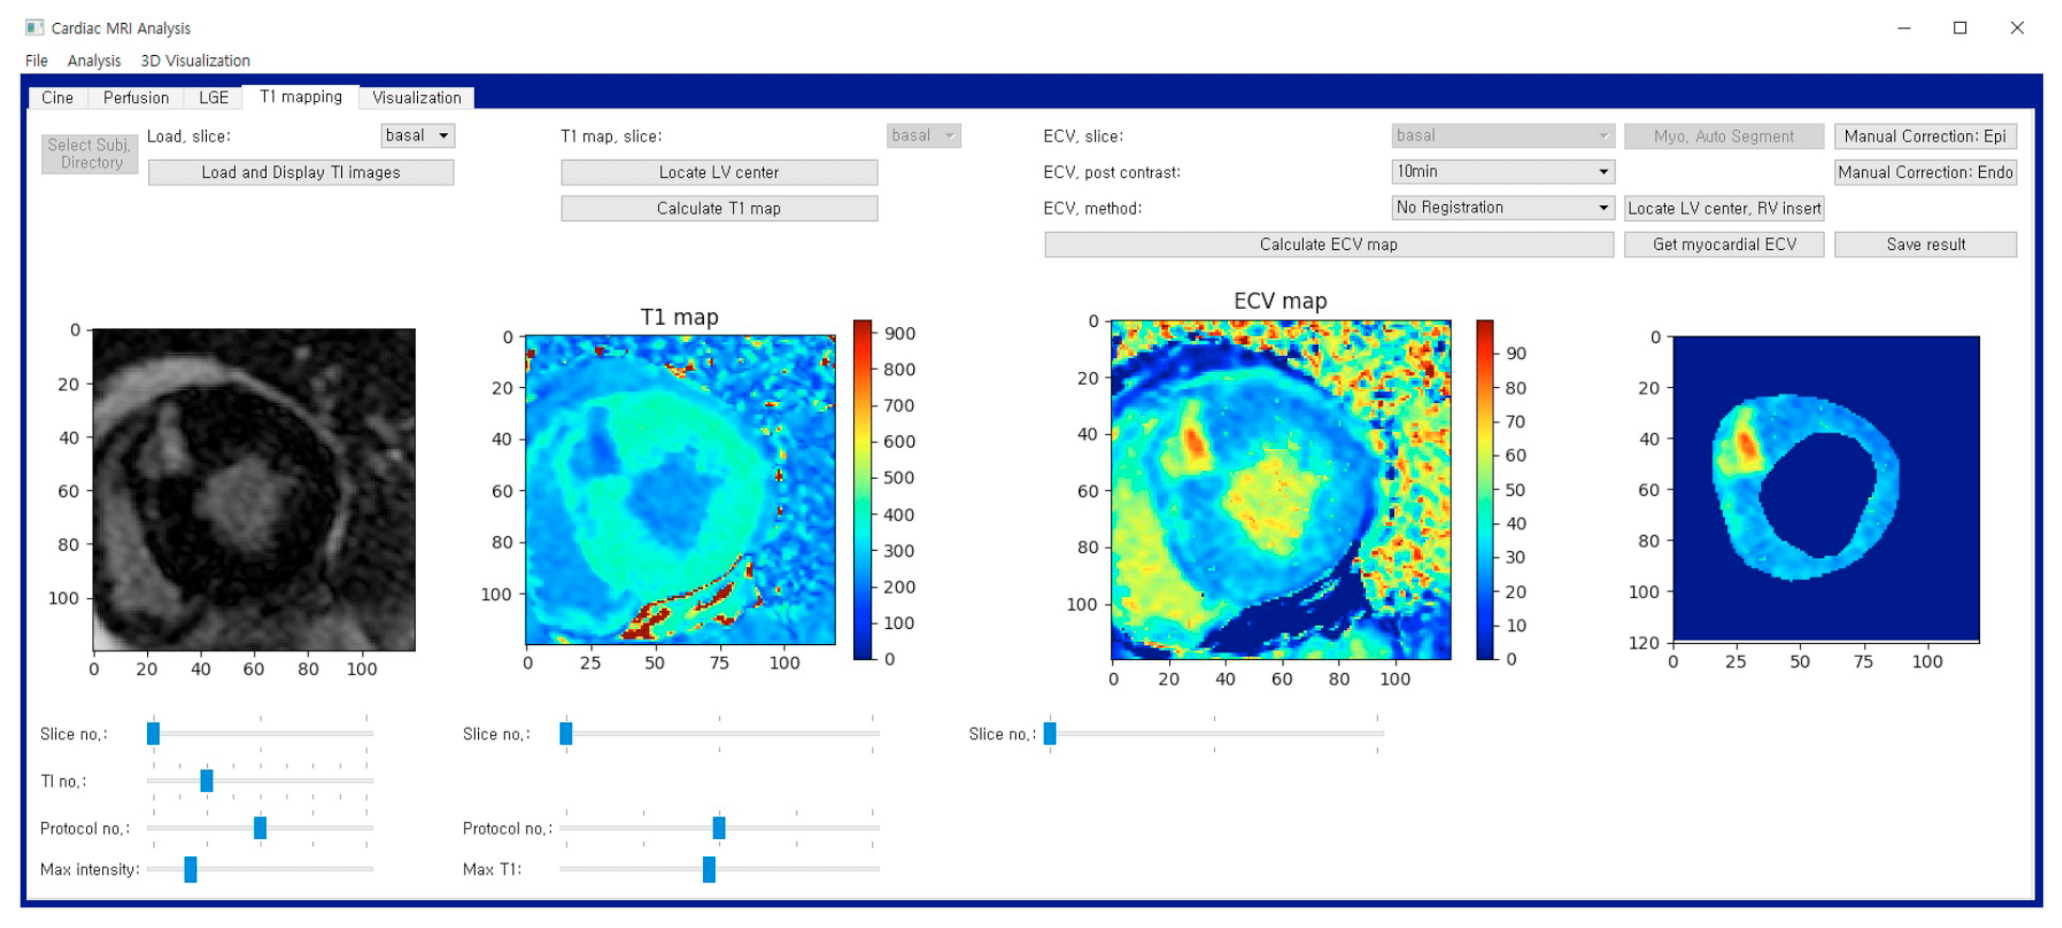 Cardiac MRI Analysis
File Analysis 3D Visualization
Cine Perfusion LGE T1 mapping Visualization
Select Subj,
Directory
Load, slice: basal
Load and Display TI images
T1 map, slice: basal
Locate LV center
Calculate T1 map
ECV, slice: basal
ECV, post contrast: 10min
ECV, method: No Registration
Calculate ECV map
Myo, Auto Segment
Locate LV center, RV insert
Get myocardial ECV
Manual Correction: Epi
Manual Correction: Endo
Save result
0
20
40
60
80
100
0 20 40 60 80 100
T1 map
0
20
40
60
80
100
0 25 50 75 100
900
800
700
600
500
400
300
200
100
0
ECV map
0
20
40
60
80
100
0 20 40 60 80 100
90
80
70
60
50
40
30
20
10
0
0
20
40
60
80
100
120
0 25 50 75 100
Slice no,:
TI no,:
Protocol no,:
Max intensity:
Slice no,:
Protocol no,:
Max T1:
Slice no,: